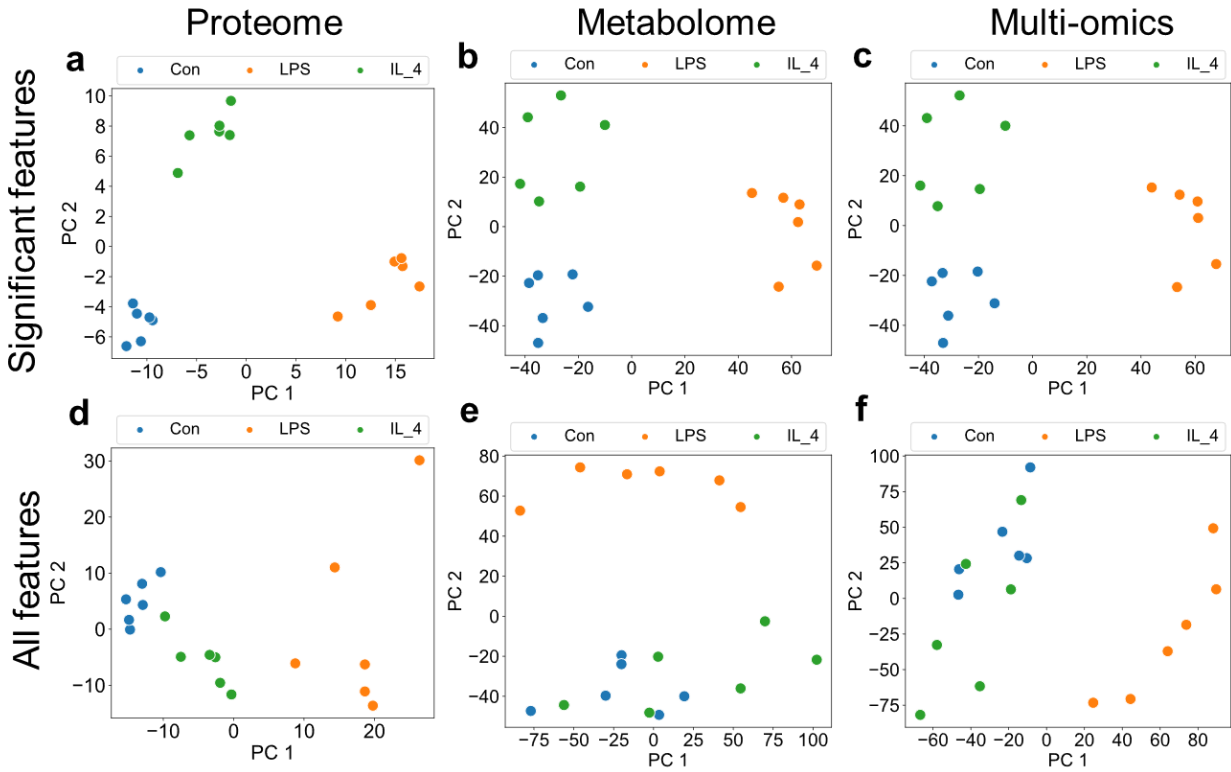 Proteome Metabolome Multi-omics
Significant features
All features
a
Con LPS IL_4
PC 2
10
8
6
4
2
0
−2
−4
−6
−10 −5 0 5 10 15
PC 1
b
Con LPS IL_4
PC 2
40
20
0
−20
−40
−40 −20 0 20 40 60
PC 1
c
Con LPS IL_4
PC 2
40
20
0
−20
−40
−40 −20 0 20 40 60
PC 1
d
Con LPS IL_4
PC 2
30
20
10
0
−10
−10 0 10 20
PC 1
e
Con LPS IL_4
PC 2
80
60
40
20
0
−20
−40
−75 −50 −25 0 25 50 75 100
PC 1
f
Con LPS IL_4
PC 2
100
75
50
25
0
−25
−50
−75
−60 −40 −20 0 20 40 60 80
PC 1